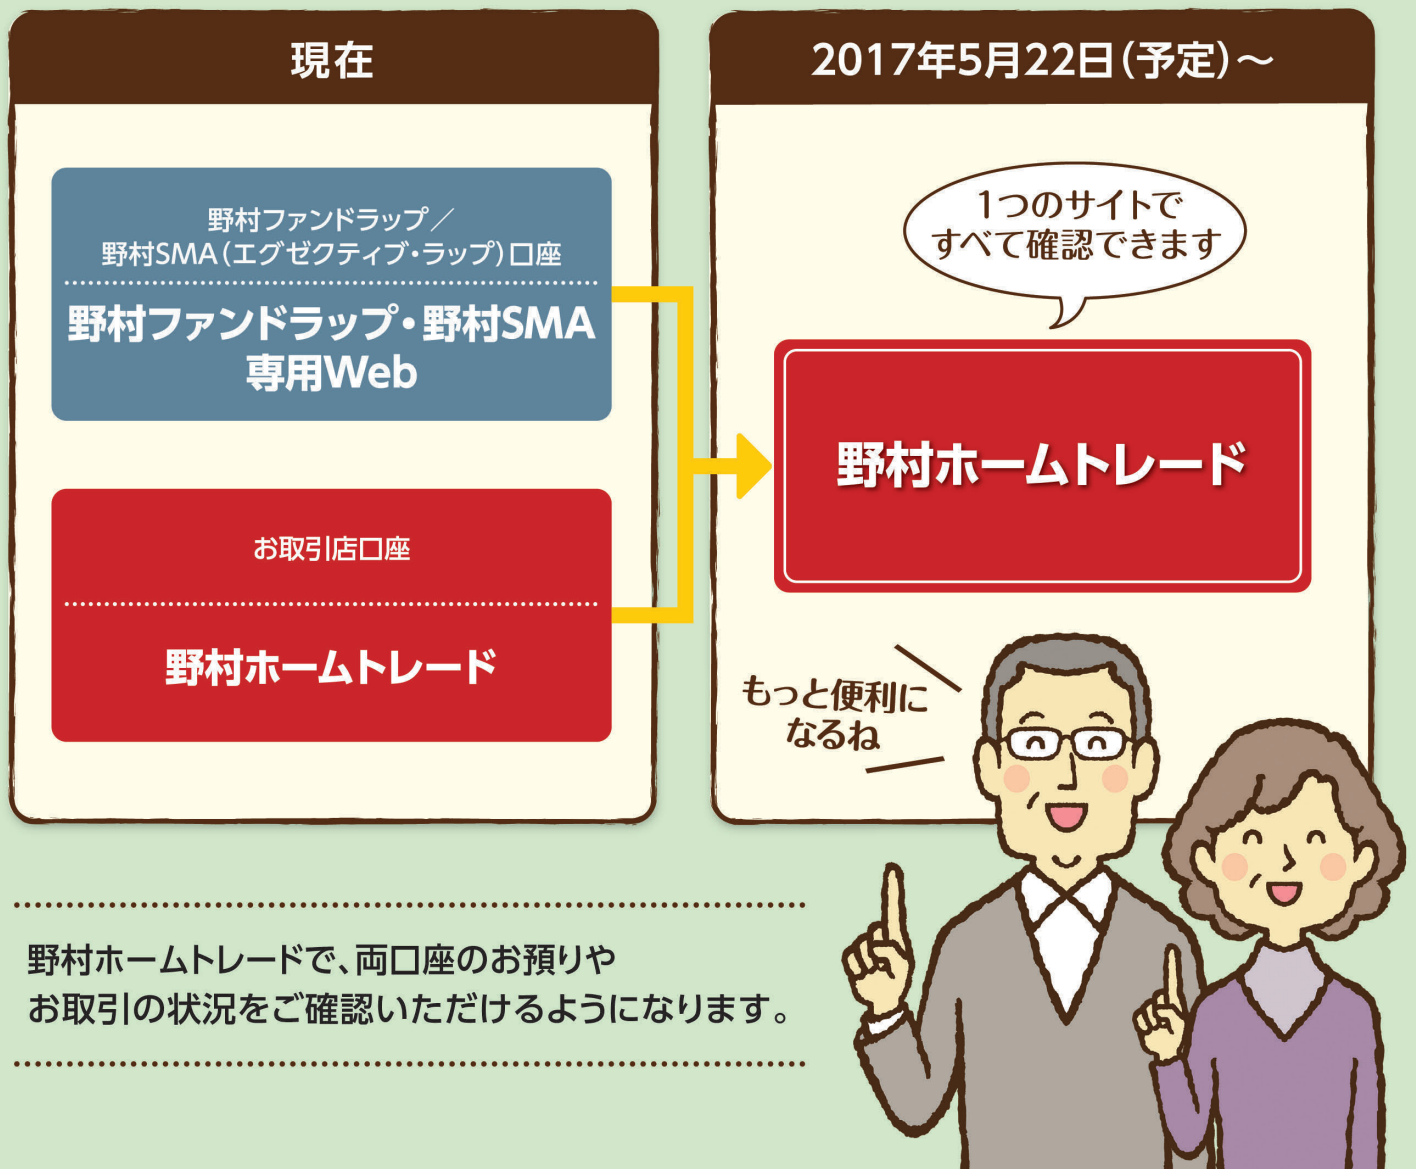 現在
野村ファンドラップ／
野村SMA（エグゼクティブ・ラップ）口座
野村ファンドラップ・野村SMA
専用Web
お取引店口座
野村ホームトレード
2017年5月22日（予定）～
1つのサイトで
すべて確認できます
野村ホームトレード
もっと便利に
なるね
野村ホームトレードで、両口座のお預りや
お取引の状況をご確認いただけるようになります。